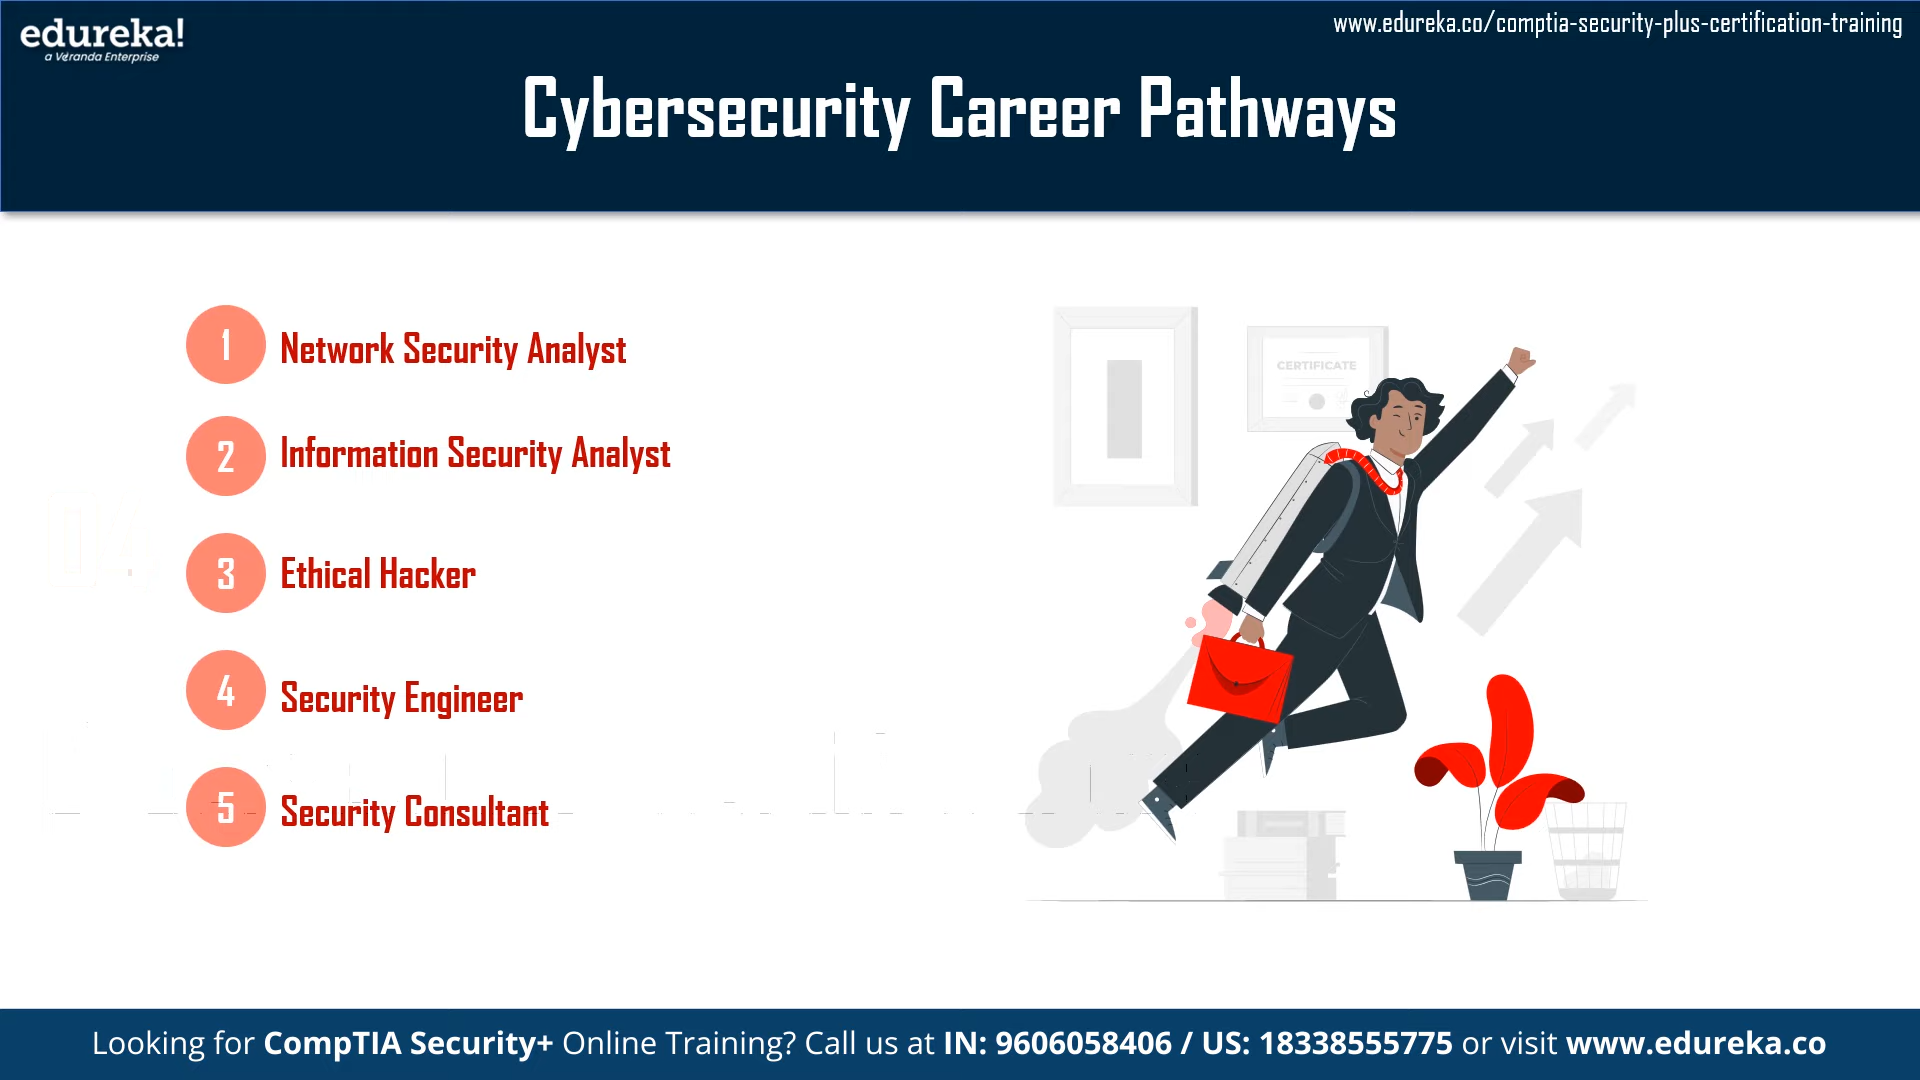 edureka!
a Veranda Enterprise
www.edureka.co/comptia-security-plus-certification-training
Cybersecurity Career Pathways
1 Network Security Analyst
2 Information Security Analyst
3 Ethical Hacker
4 Security Engineer
5 Security Consultant
CERTIFICATE
Looking for CompTIA Security+ Online Training? Call us at IN: 9606058406 / US: 18338555775 or visit www.edureka.co